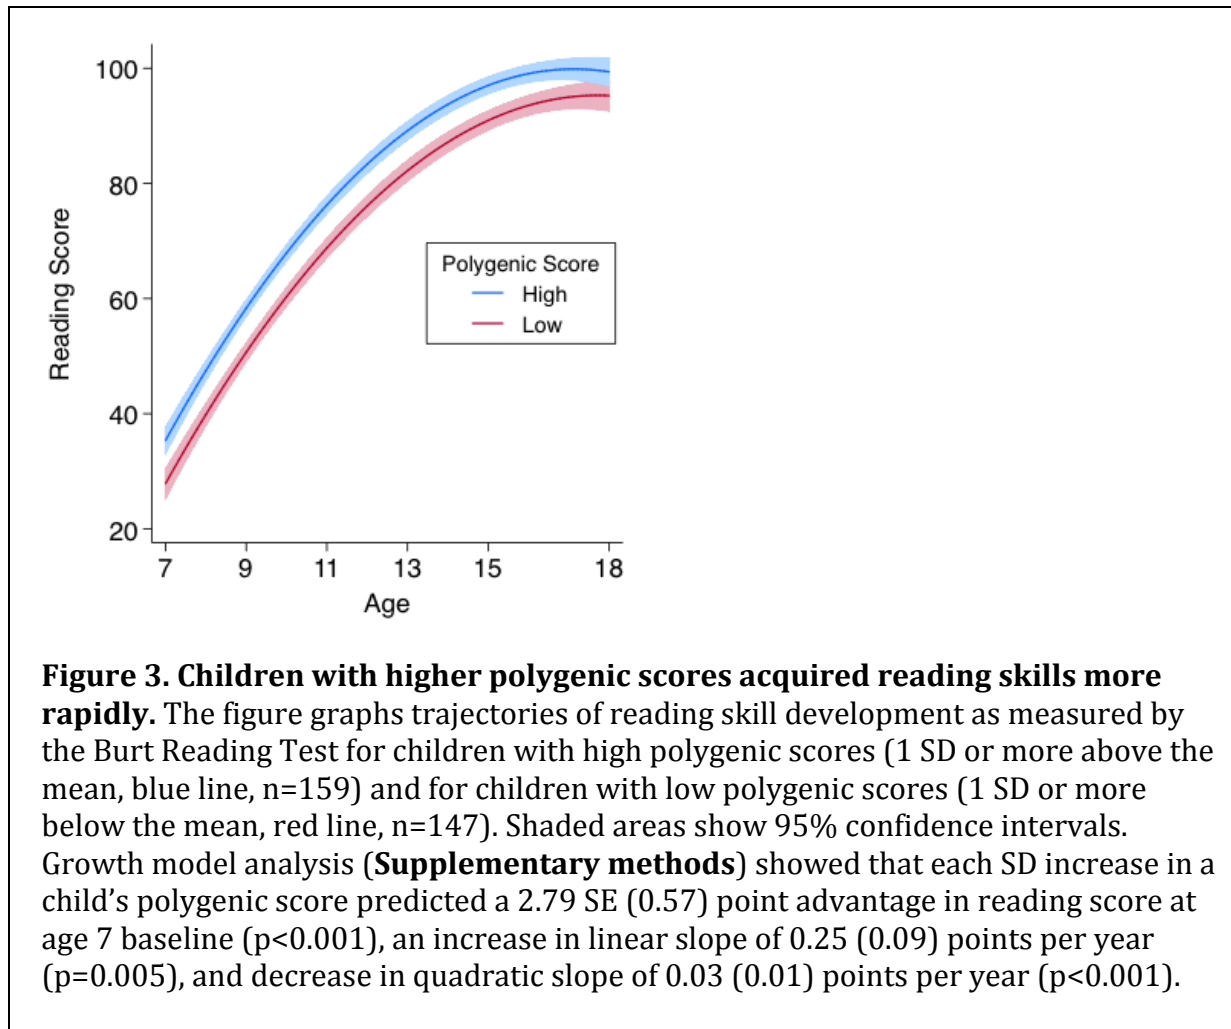 100
80
60
40
20
Reading Score
Polygenic Score
High
Low
7 9 11 13 15 18
Age
Figure 3. Children with higher polygenic scores acquired reading skills more
rapidly. The figure graphs trajectories of reading skill development as measured by
the Burt Reading Test for children with high polygenic scores (1 SD or more above the
mean, blue line, n=159) and for children with low polygenic scores (1 SD or more
below the mean, red line, n=147). Shaded areas show 95% confidence intervals.
Growth model analysis (Supplementary methods) showed that each SD increase in a
child’s polygenic score predicted a 2.79 SE (0.57) point advantage in reading score at
age 7 baseline (p<0.001), an increase in linear slope of 0.25 (0.09) points per year
(p=0.005), and decrease in quadratic slope of 0.03 (0.01) points per year (p<0.001).